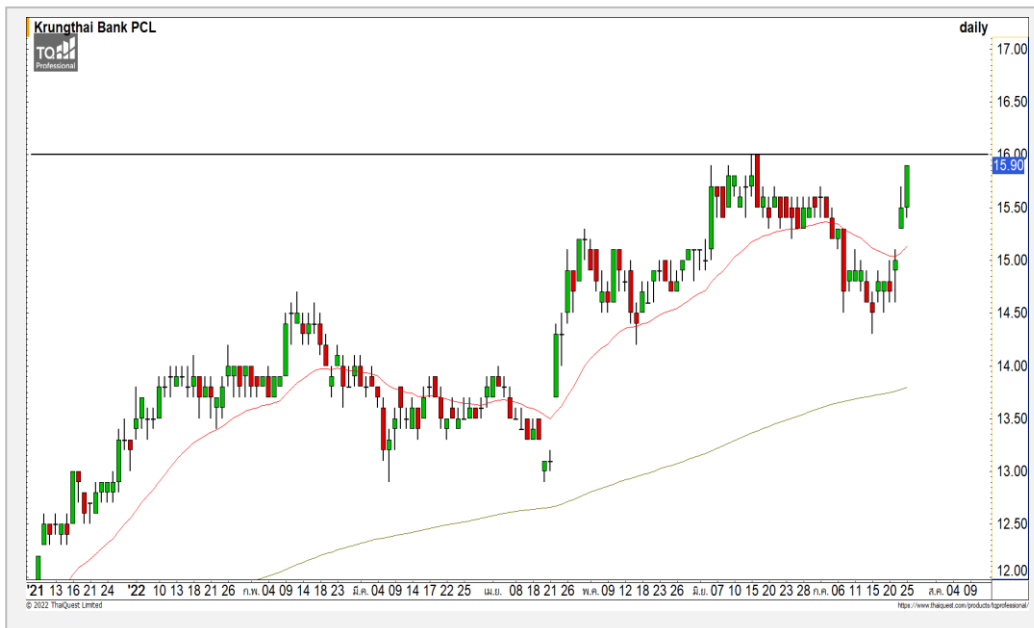 Krungthai Bank PCL daily
TQ
Professional
17.00
16.50
16.00
15.90
15.50
15.00
14.50
14.00
13.50
13.00
12.50
12.00
'21 13 16 21 24 '22 10 13 18 21 26 ก.พ. 04 09 14 18 23 มี.ค. 04 09 14 17 22 25 เม.ย. 08 18 21 26 พ.ค. 09 12 18 23 26 มิ.ย. 07 10 15 20 23 28 ก.ค. 06 11 15 20 25 ส.ค. 04 09
© 2022 ThaiQuest Limited https://www.thaiquest.com/products/tqprofessional/